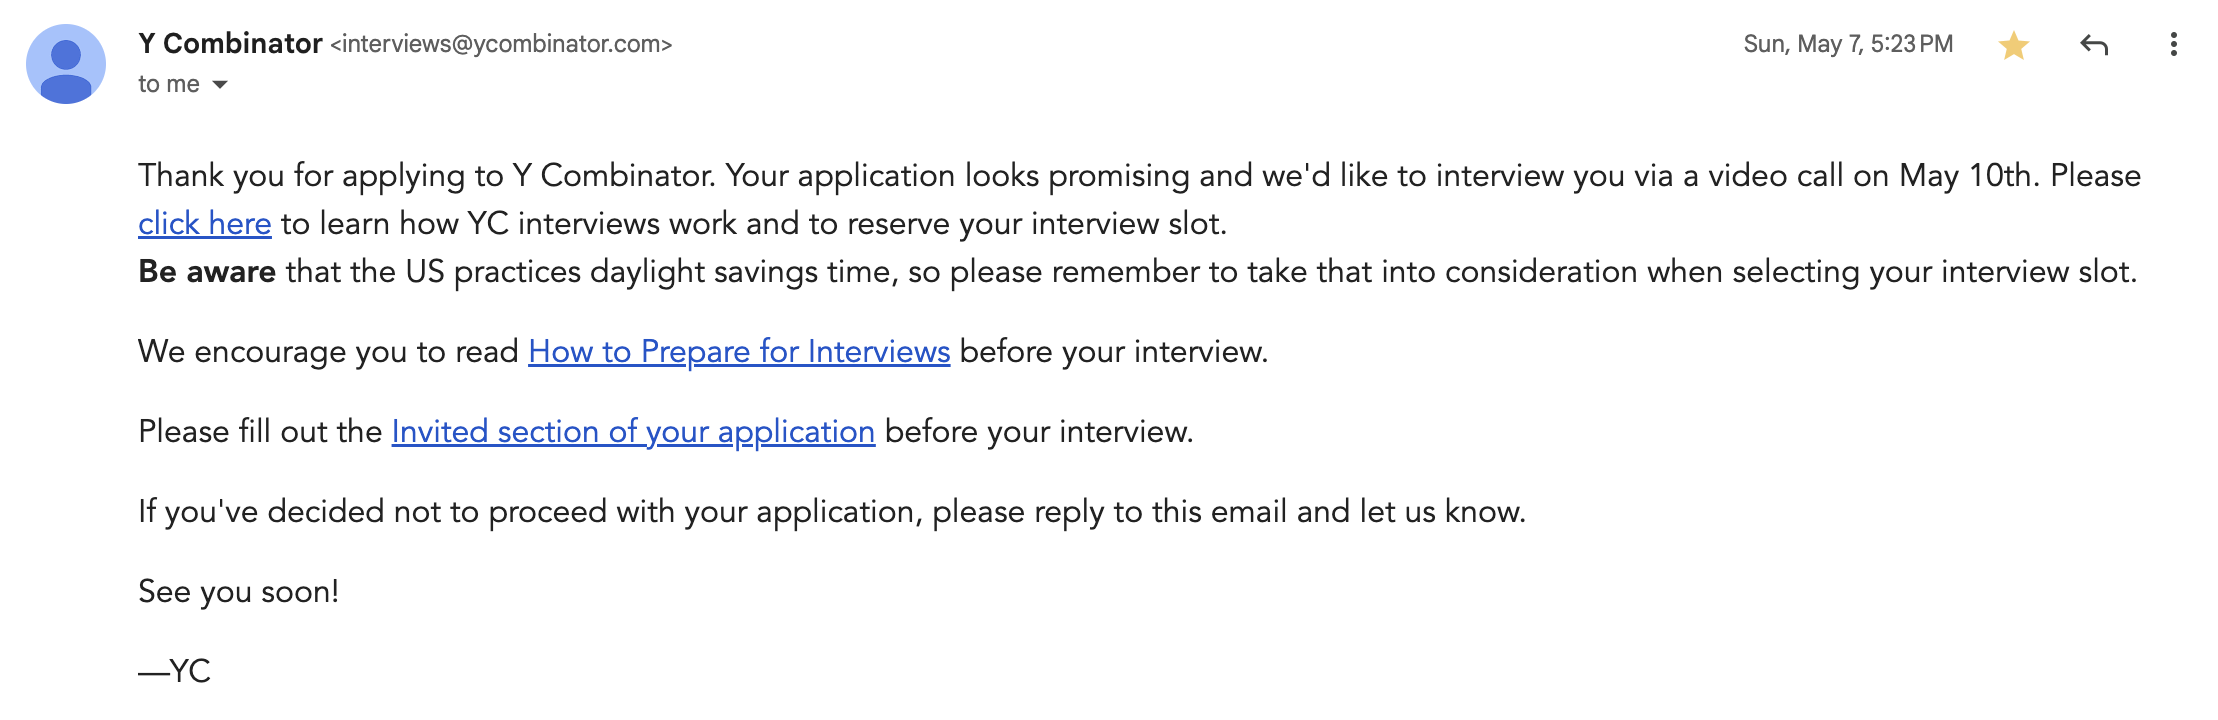 Y Combinator <interviews@ycombinator.com>
Sun, May 7, 5:23 PM
to me
Thank you for applying to Y Combinator. Your application looks promising and we'd like to interview you via a video call on May 10th. Please
click here to learn how YC interviews work and to reserve your interview slot.
Be aware that the US practices daylight savings time, so please remember to take that into consideration when selecting your interview slot.
We encourage you to read How to Prepare for Interviews before your interview.
Please fill out the Invited section of your application before your interview.
If you've decided not to proceed with your application, please reply to this email and let us know.
See you soon!
—YC